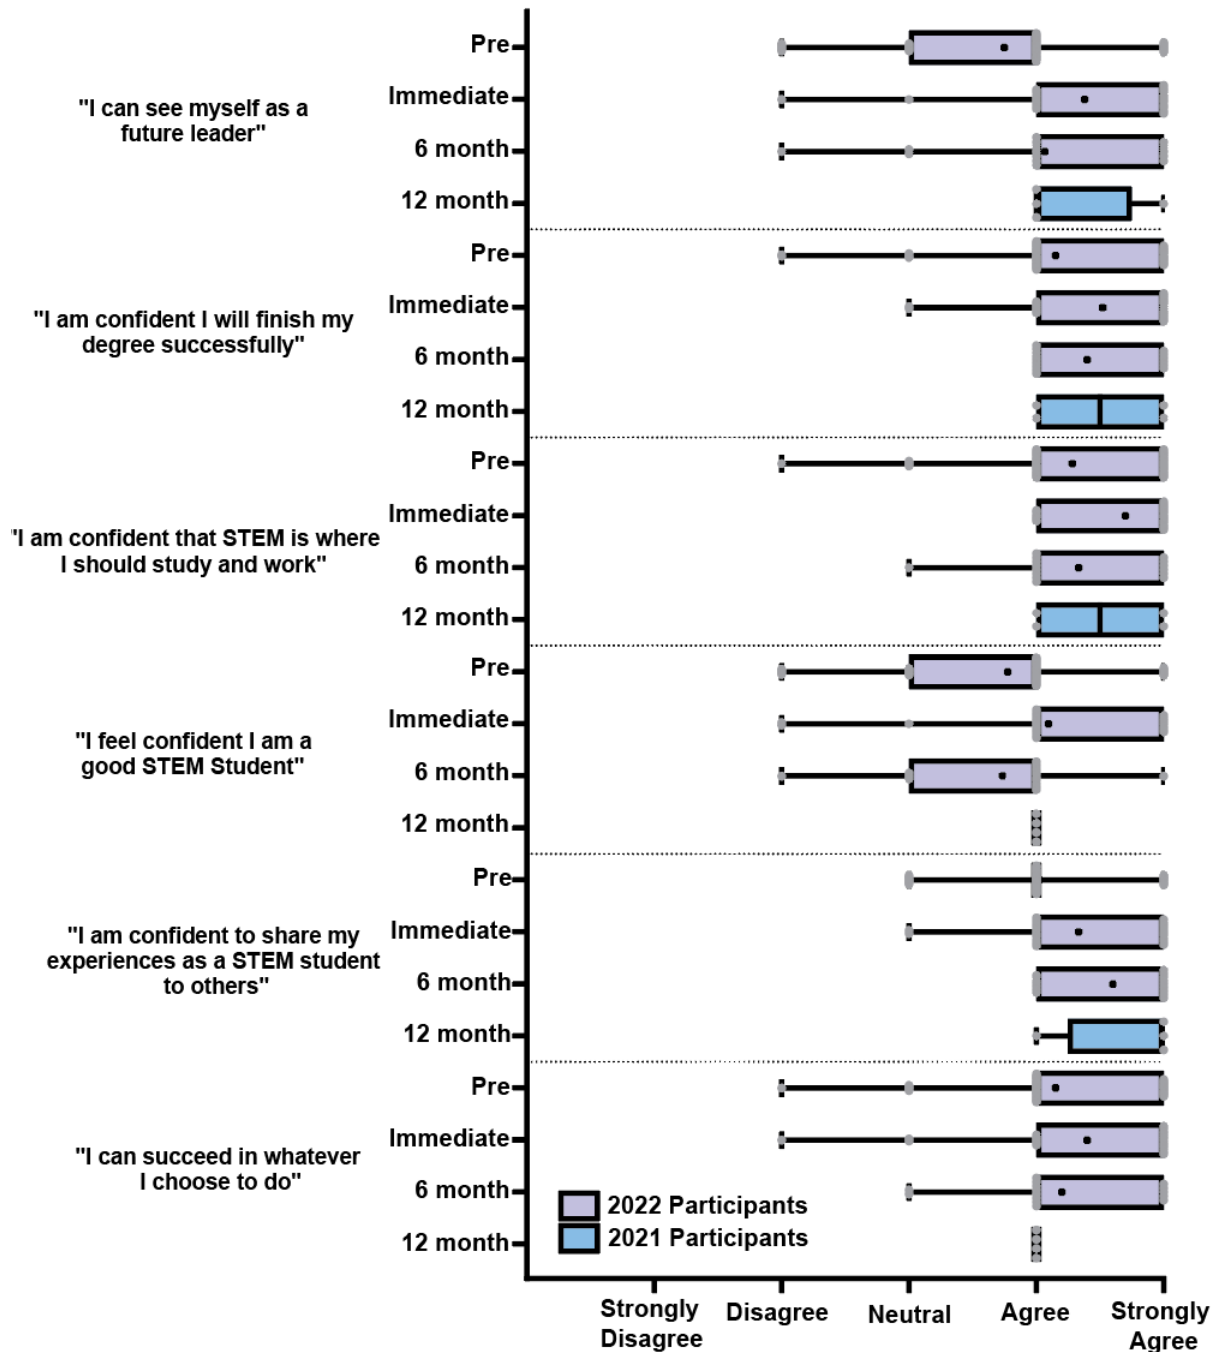 Pre
Immediate
"I can see myself as a
future leader"
6 month
12 month
Pre
Immediate
"I am confident I will finish my
degree successfully"
6 month
12 month
Pre
Immediate
"I am confident that STEM is where
I should study and work"
6 month
12 month
Pre
Immediate
"I feel confident I am a
good STEM Student"
6 month
12 month
Pre
Immediate
"I am confident to share my
experiences as a STEM student
to others"
6 month
12 month
Pre
Immediate
"I can succeed in whatever
I choose to do"
6 month
12 month
2022 Participants
2021 Participants
Strongly
Disagree
Disagree
Neutral
Agree
Strongly
Agree